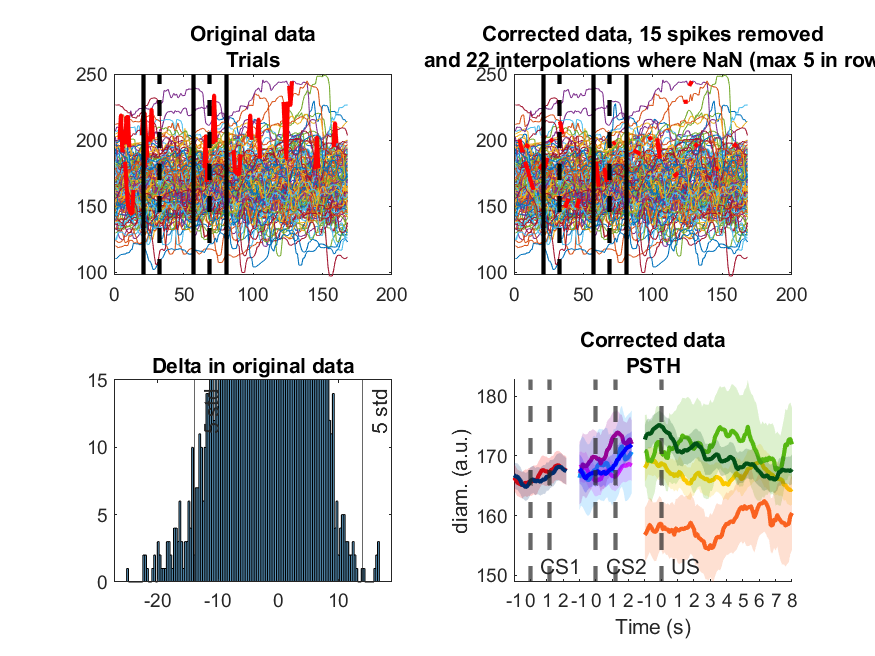 Original data
Trials
250
200
150
100
0
50
100
150
200
Corrected data, 15 spikes removed
and 22 interpolations where NaN (max 5 in row
250
200
150
100
0
50
100
150
200
Delta in original data
15
10
5
0
-20
-10
0
10
5 std
5 std
Corrected data
PSTH
diam. (a.u.)
180
170
160
150
CS1
CS2
US
-1 0 1 2 -1 0 1 2 -1 0 1 2 3 4 5 6 7 8
Time (s)